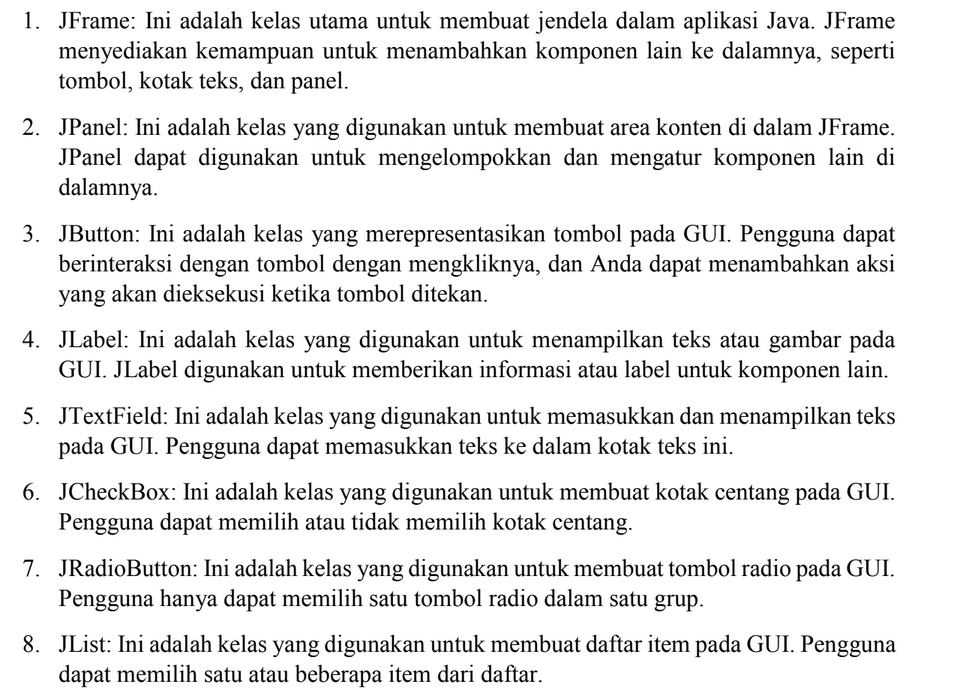 1. JFrame: Ini adalah kelas utama untuk membuat jendela dalam aplikasi Java. JFrame
menyediakan kemampuan untuk menambahkan komponen lain ke dalamnya, seperti
tombol, kotak teks, dan panel.
2. JPanel: Ini adalah kelas yang digunakan untuk membuat area konten di dalam JFrame.
JPanel dapat digunakan untuk mengelompokkan dan mengatur komponen lain di
dalamnya.
3. JButton: Ini adalah kelas yang merepresentasikan tombol pada GUI. Pengguna dapat
berinteraksi dengan tombol dengan mengkliknya, dan Anda dapat menambahkan aksi
yang akan dieksekusi ketika tombol ditekan.
4. JLabel: Ini adalah kelas yang digunakan untuk menampilkan teks atau gambar pada
GUI. JLabel digunakan untuk memberikan informasi atau label untuk komponen lain.
5. JTextField: Ini adalah kelas yang digunakan untuk memasukkan dan menampilkan teks
pada GUI. Pengguna dapat memasukkan teks ke dalam kotak teks ini.
6. JCheckBox: Ini adalah kelas yang digunakan untuk membuat kotak centang pada GUI.
Pengguna dapat memilih atau tidak memilih kotak centang.
7. JRadioButton: Ini adalah kelas yang digunakan untuk membuat tombol radio pada GUI.
Pengguna hanya dapat memilih satu tombol radio dalam satu grup.
8. JList: Ini adalah kelas yang digunakan untuk membuat daftar item pada GUI. Pengguna
dapat memilih satu atau beberapa item dari daftar.